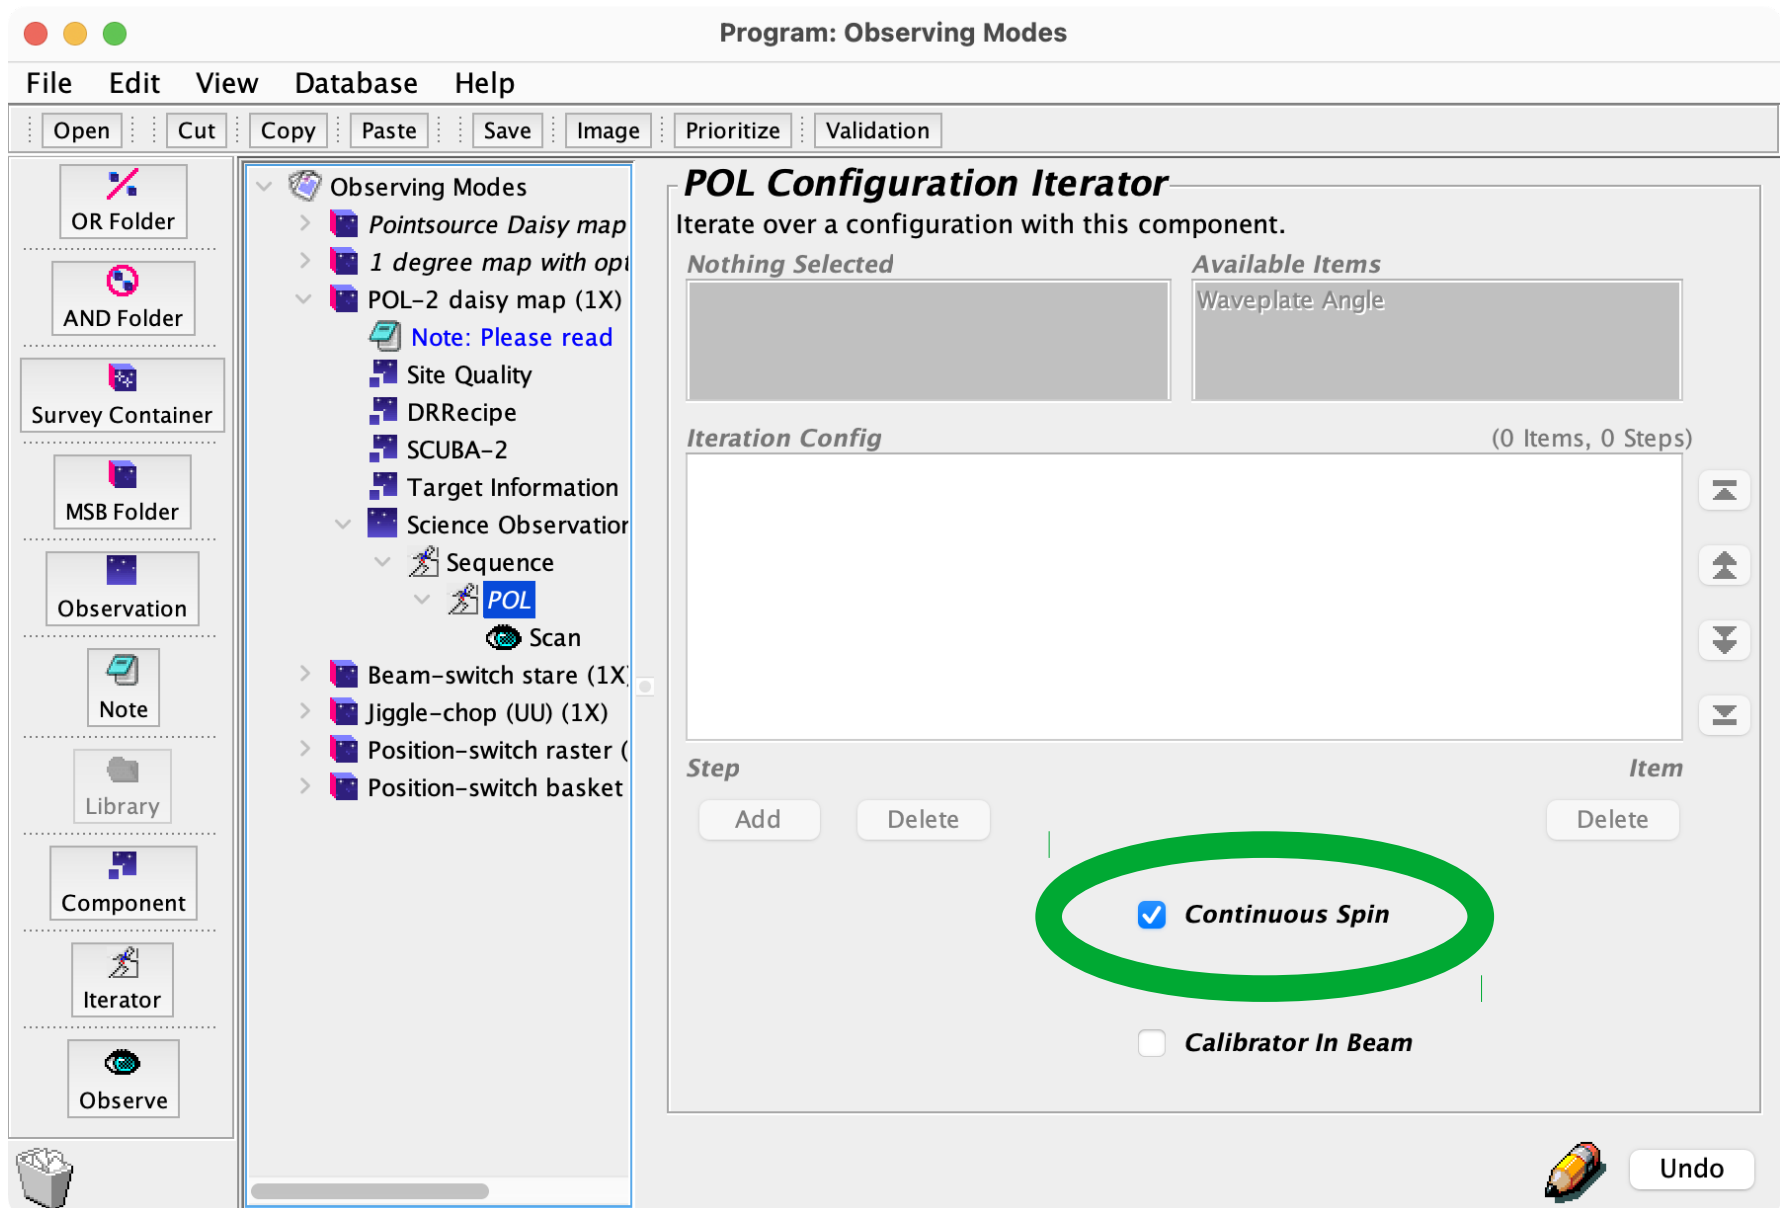 Program: Observing Modes
File Edit View Database Help
Open Cut Copy Paste Save Image Prioritize Validation
OR Folder
AND Folder
Survey Container
MSB Folder
Observation
Note
Library
Component
Iterator
Observe
Observing Modes
Pointsource Daisy map
1 degree map with opt
POL-2 daisy map (1X)
Note: Please read
Site Quality
DRRecipe
SCUBA-2
Target Information
Science Observation
Sequence
POL
Scan
Beam-switch stare (1X)
Jiggle-chop (UU) (1X)
Position-switch raster (
Position-switch basket
POL Configuration Iterator
Iterate over a configuration with this component.
Nothing Selected Available Items
Waveplate Angle
Iteration Config (0 Items, 0 Steps)
Step Item
Add Delete Delete
Continuous Spin
Calibrator In Beam
Undo